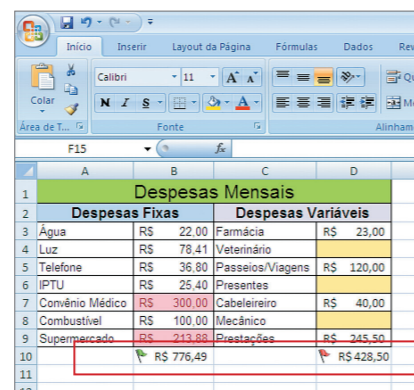 Início Inserir Layout da Página Fórmulas Dados Rev
Calibri 11 A A Qu
Colar N I S A Me
Área de T... Fonte Alinham
F15 fx
A B C D
1 Despesas Mensais
2 Despesas Fixas Despesas Variáveis
3 Água R$ 22,00 Farmácia R$ 23,00
4 Luz R$ 78,41 Veterinário
5 Telefone R$ 36,80 Passeios/Viagens R$ 120,00
6 IPTU R$ 25,40 Presentes
7 Convênio Médico R$ 300,00 Cabeleireiro R$ 40,00
8 Combustível R$ 100,00 Mecânico
9 Supermercado R$ 213,88 Prestações R$ 245,50
10 R$ 776,49 R$ 428,50
11